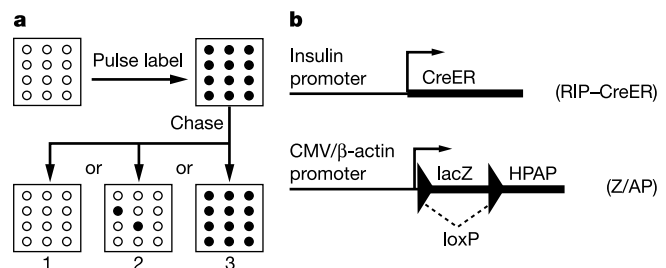 a
Pulse label
Chase
or
or
1
2
3
b
Insulin
promoter
CreER
(RIP–CreER)
CMV/β-actin
promoter
lacZ
HPAP
(Z/AP)
loxP